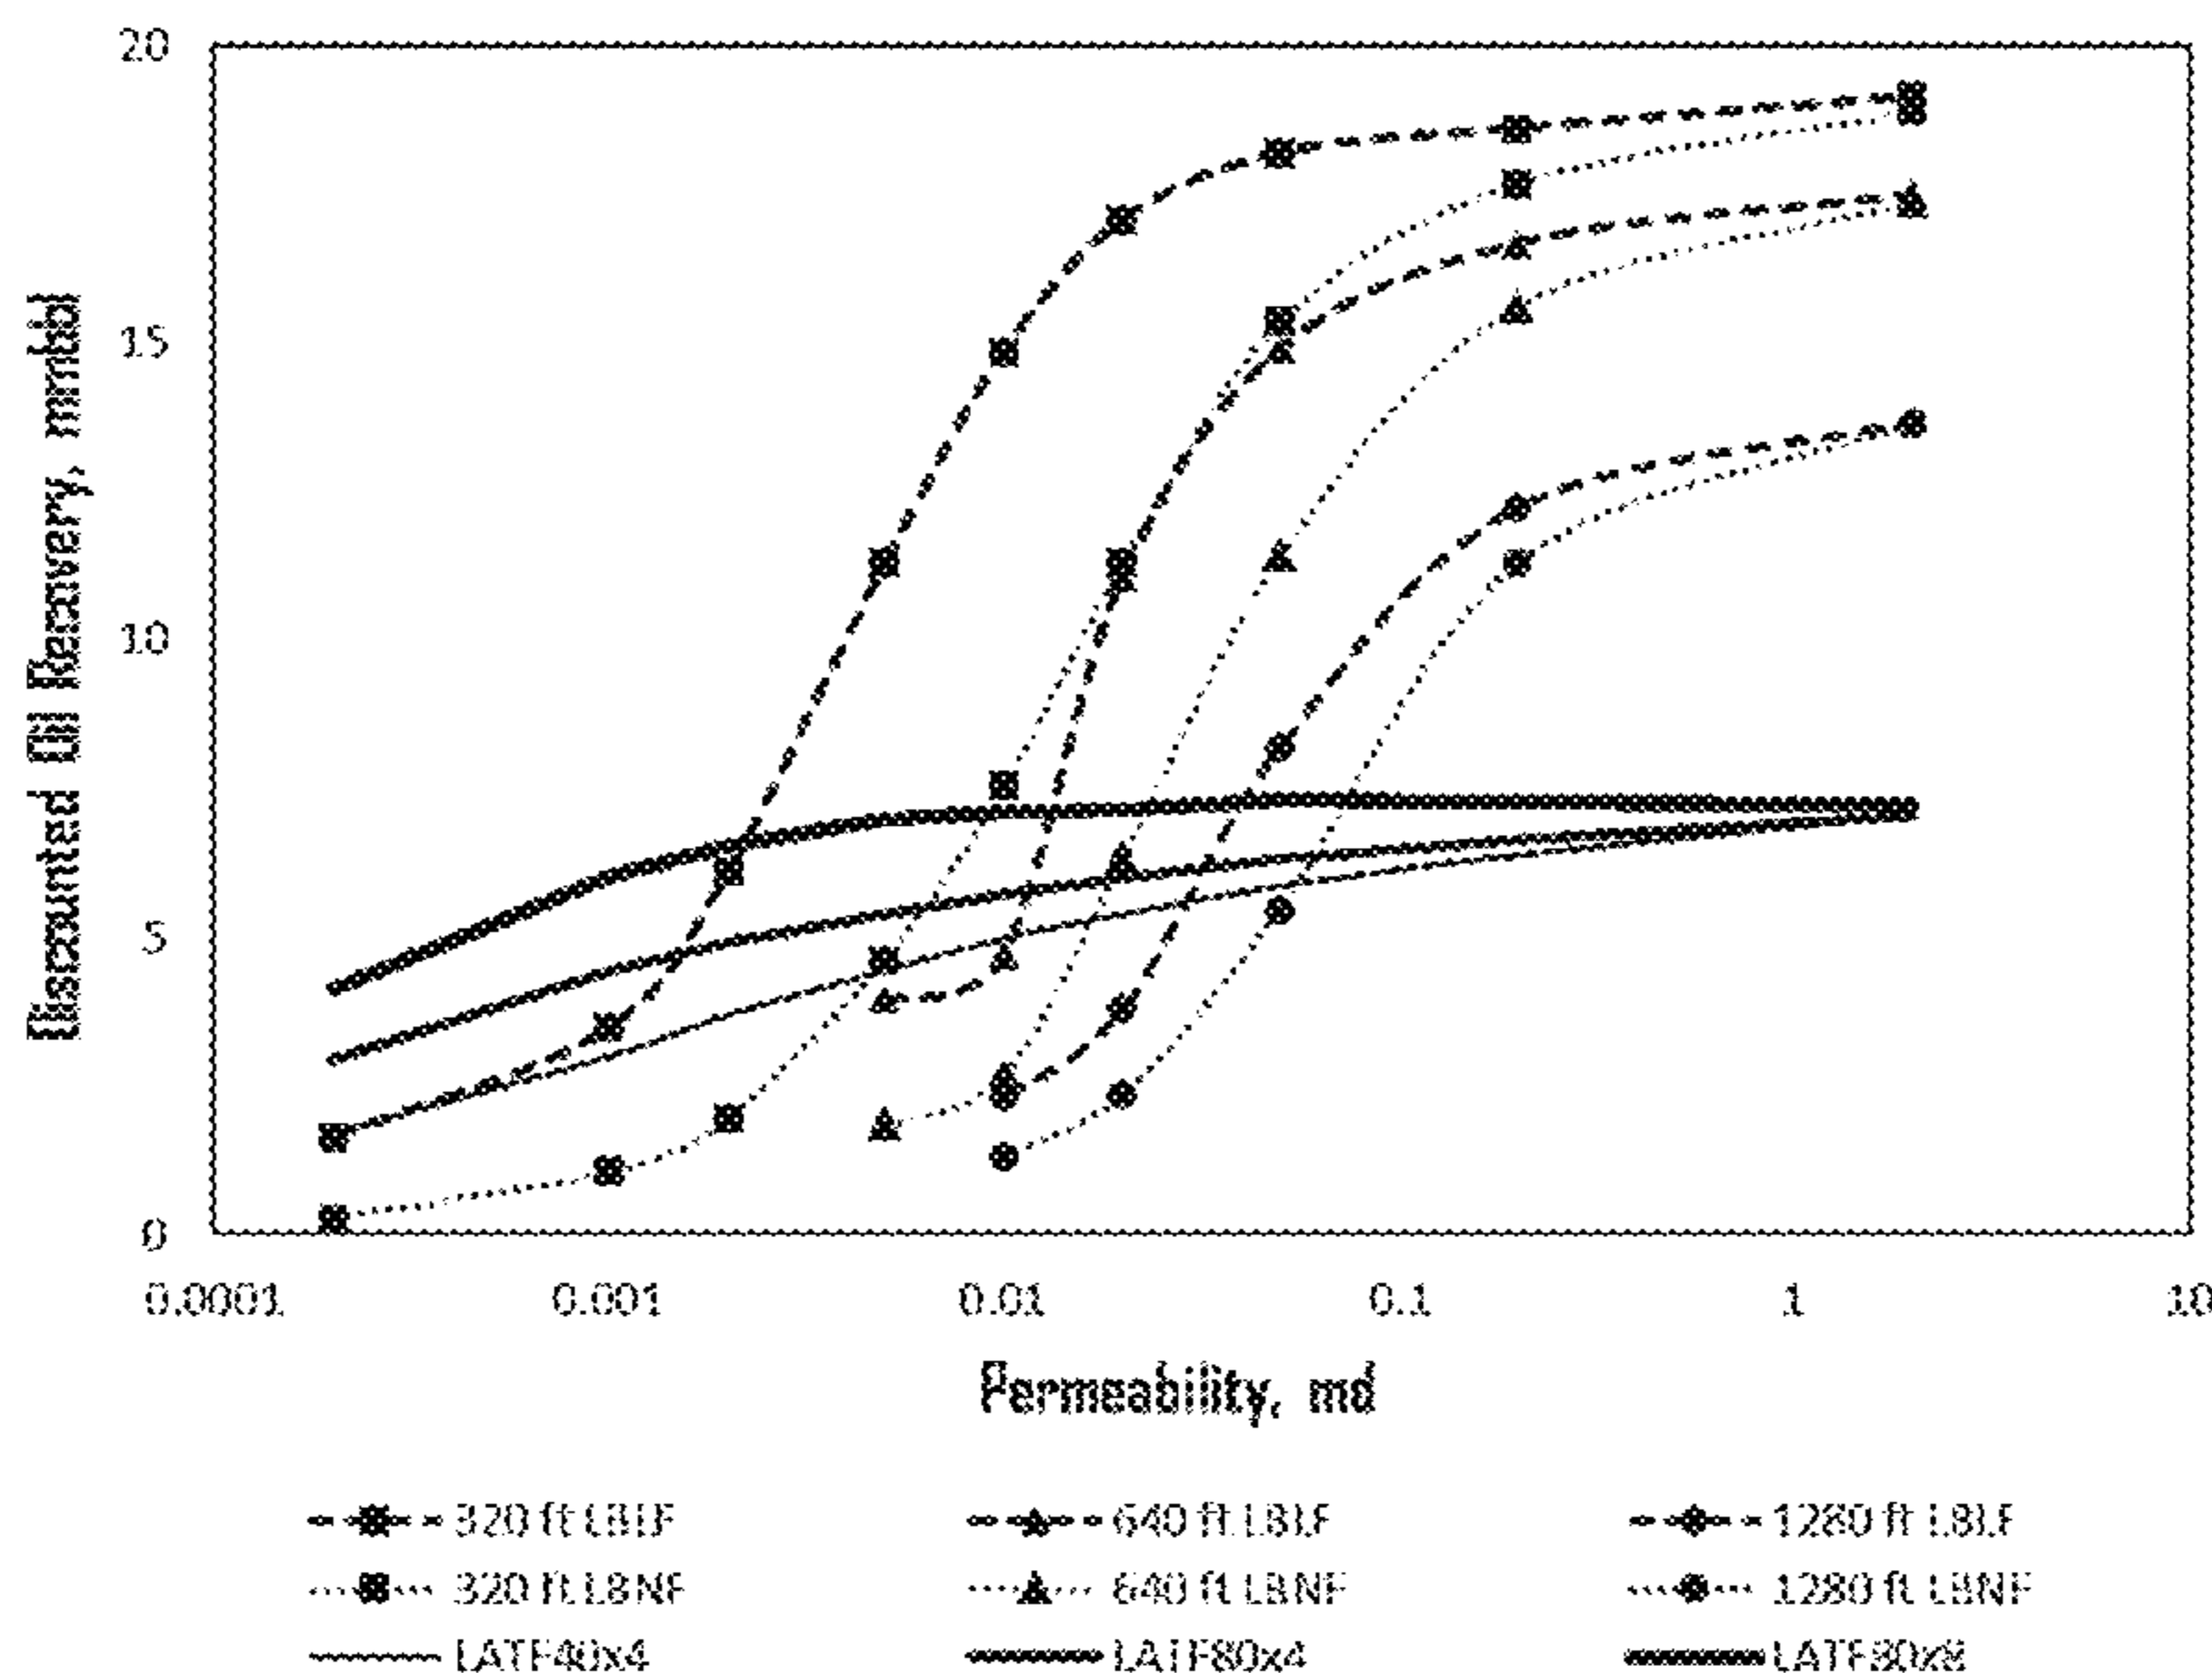 20
15
10
5
0
Discounted Oil Recovery, mmbl
0.0001 0.001 0.01 0.1 1 10
Permeability, md
320 ft LBLF 640 ft LBLF 1280 ft LBLF
320 ft LBNF 640 ft LBNF 1280 ft LBNF
LATF40x4 LATF80x4 LATF80x8